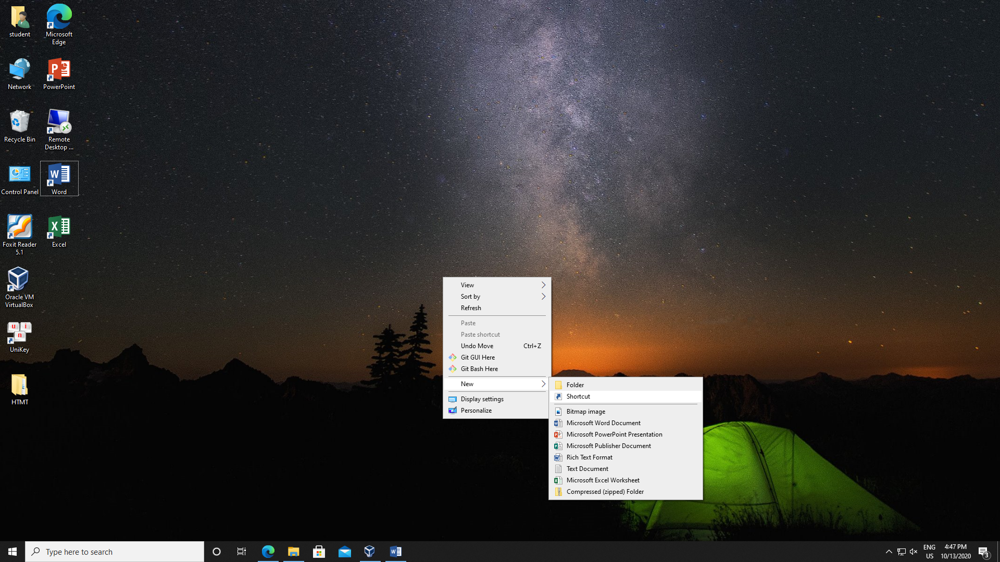 student
Microsoft
Edge
Network
PowerPoint
Recycle Bin
Remote
Desktop ...
Control Panel
Word
Foxit Reader
5.1
Excel
Oracle VM
VirtualBox
UniKey
HTMT
View
Sort by
Refresh
Paste
Paste shortcut
Undo Move Ctrl+Z
Git GUI Here
Git Bash Here
New
Display settings
Personalize
Folder
Shortcut
Bitmap image
Microsoft Word Document
Microsoft PowerPoint Presentation
Microsoft Publisher Document
Rich Text Format
Text Document
Microsoft Excel Worksheet
Compressed (zipped) Folder
Type here to search
ENG
US
4:47 PM
10/13/2020
3